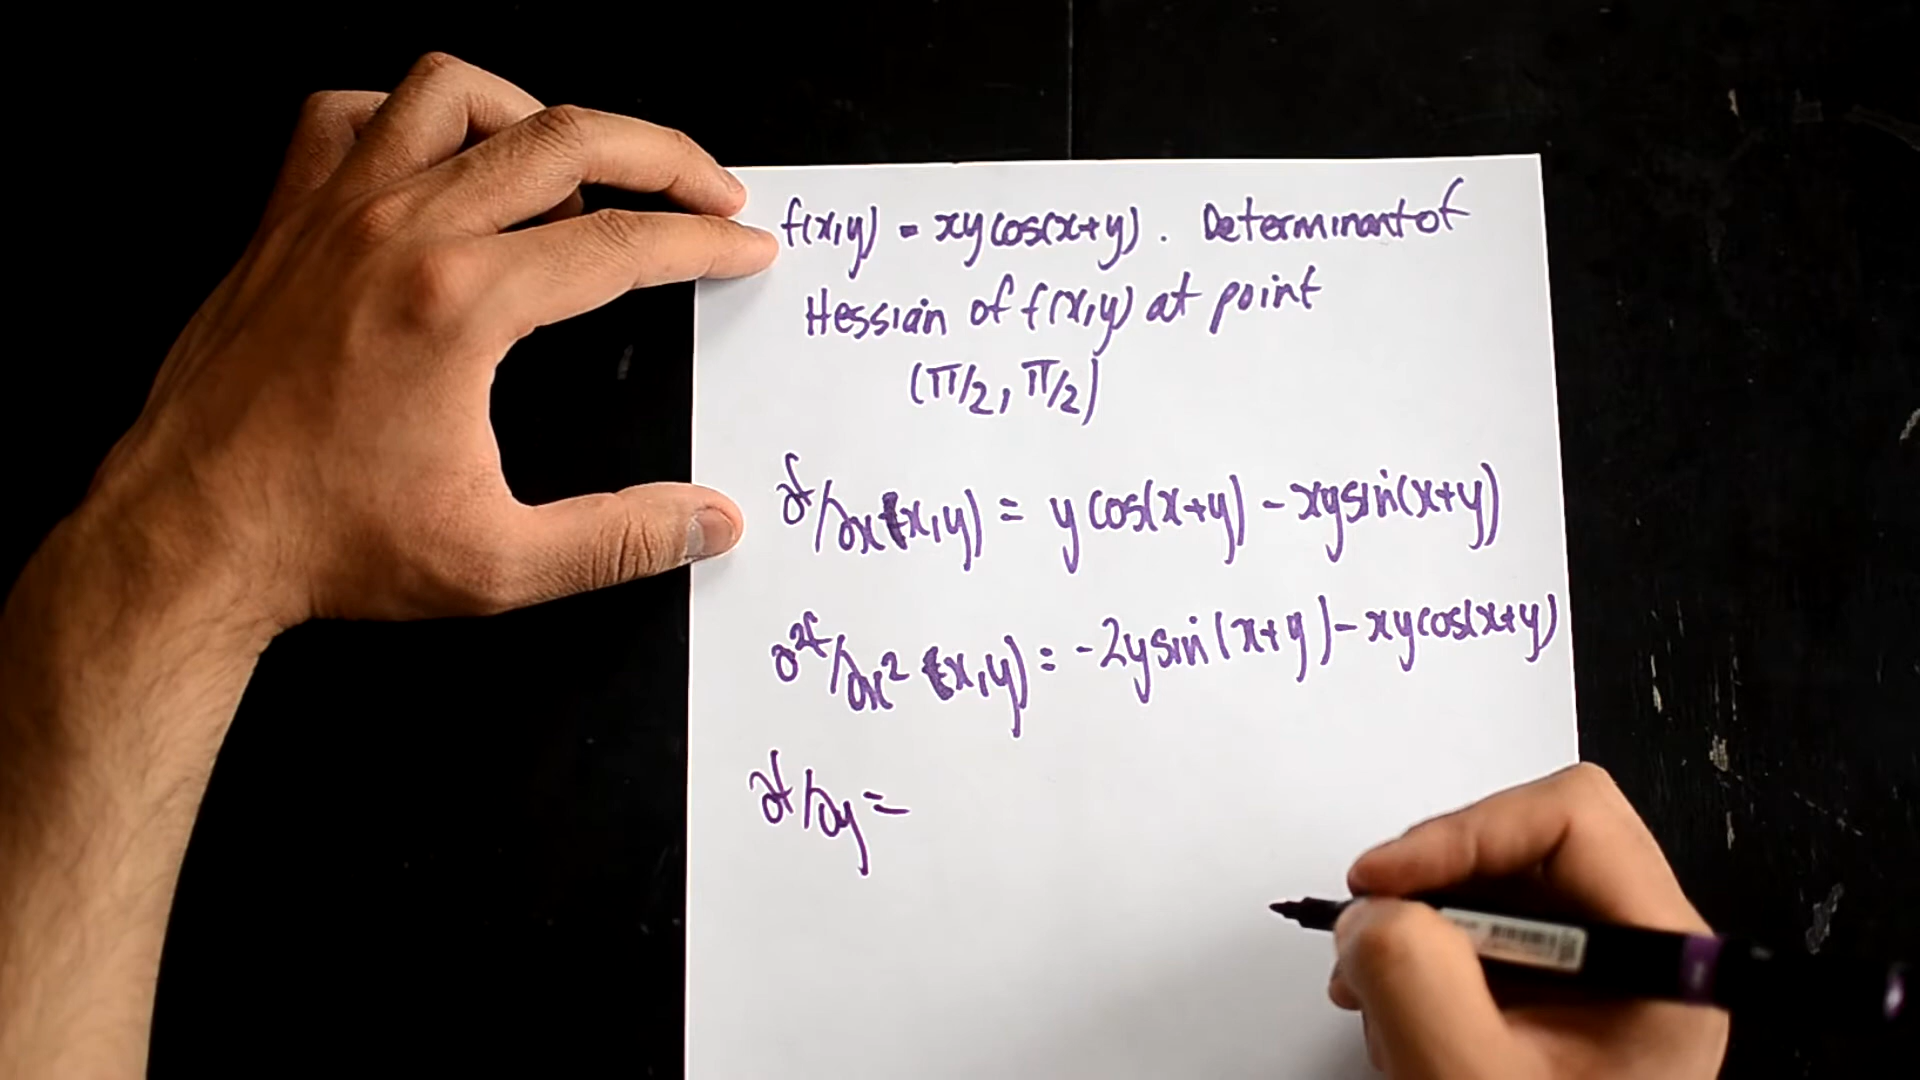 f(x,y) = xy cos(x+y). Determinant of
Hessian of f(x,y) at point
(π/2, π/2)
∂f/∂x (x,y) = y cos(x+y) - xy sin(x+y)
∂²f/∂x² (x,y) = -2y sin(x+y) - xy cos(x+y)
∂f/∂y =